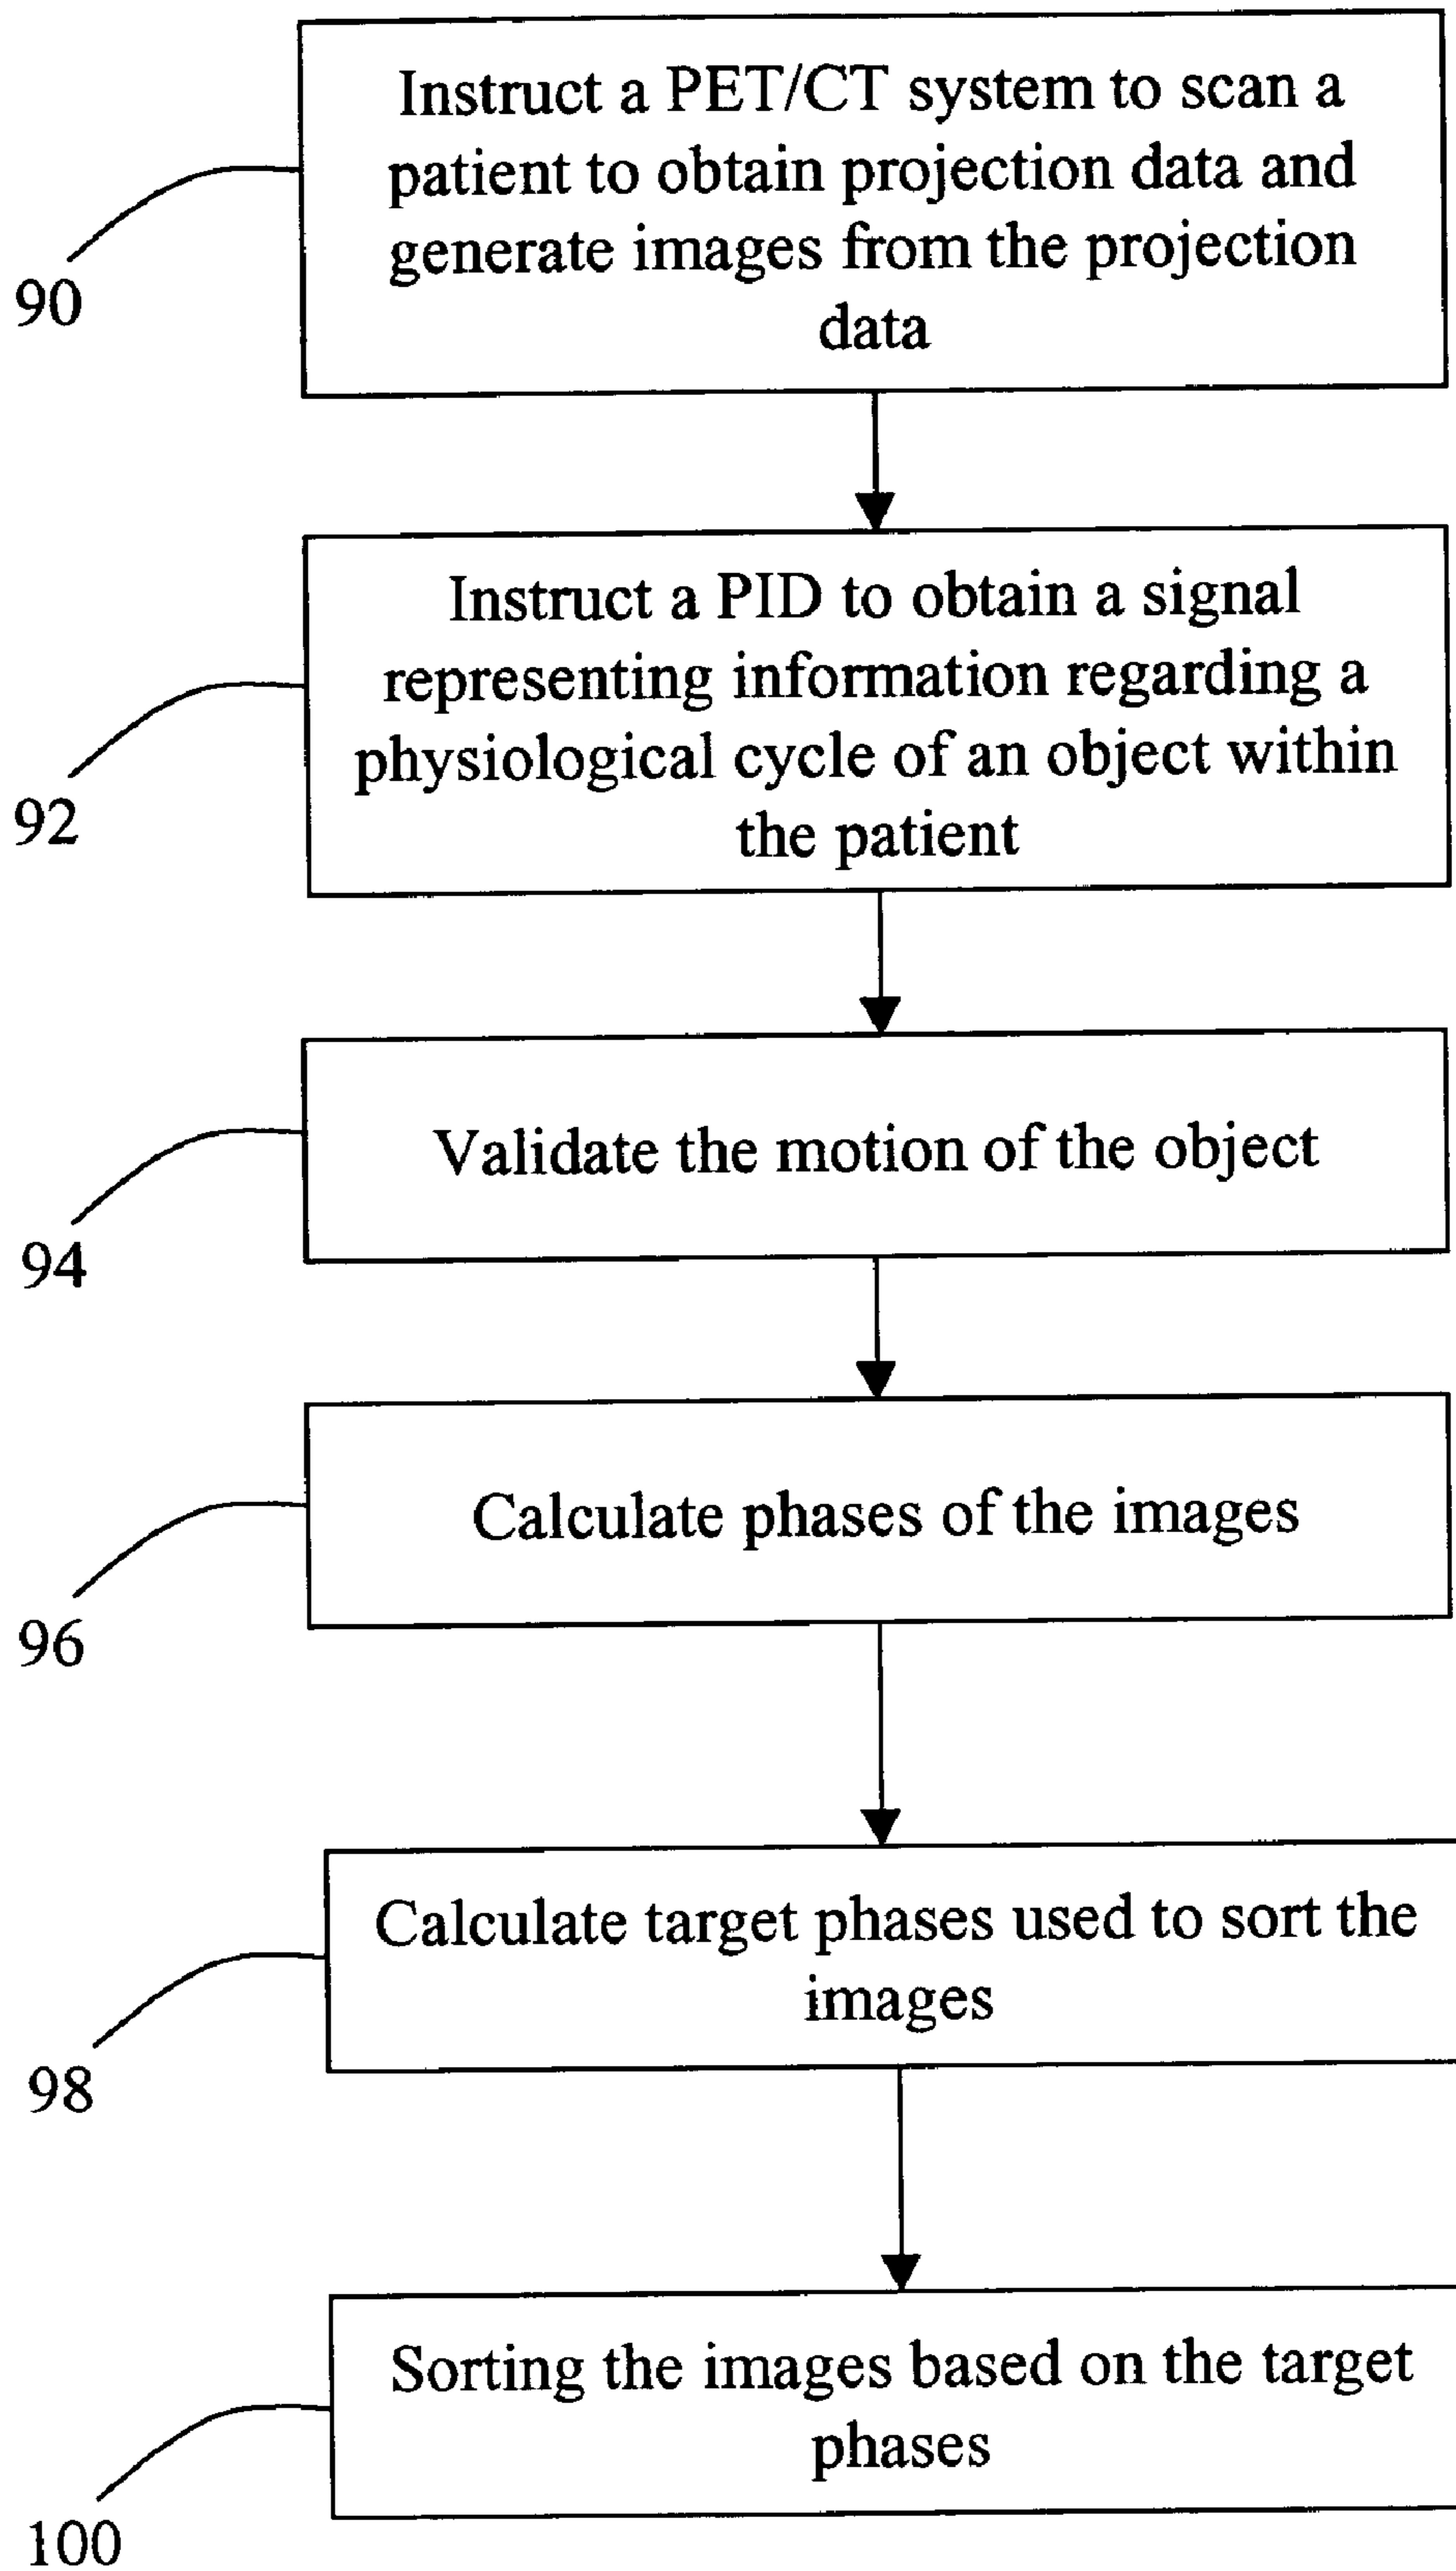 Instruct a PET/CT system to scan a
patient to obtain projection data and
generate images from the projection
data
90
Instruct a PID to obtain a signal
representing information regarding a
physiological cycle of an object within
the patient
92
Validate the motion of the object
94
Calculate phases of the images
96
Calculate target phases used to sort the
images
98
Sorting the images based on the target
phases
100